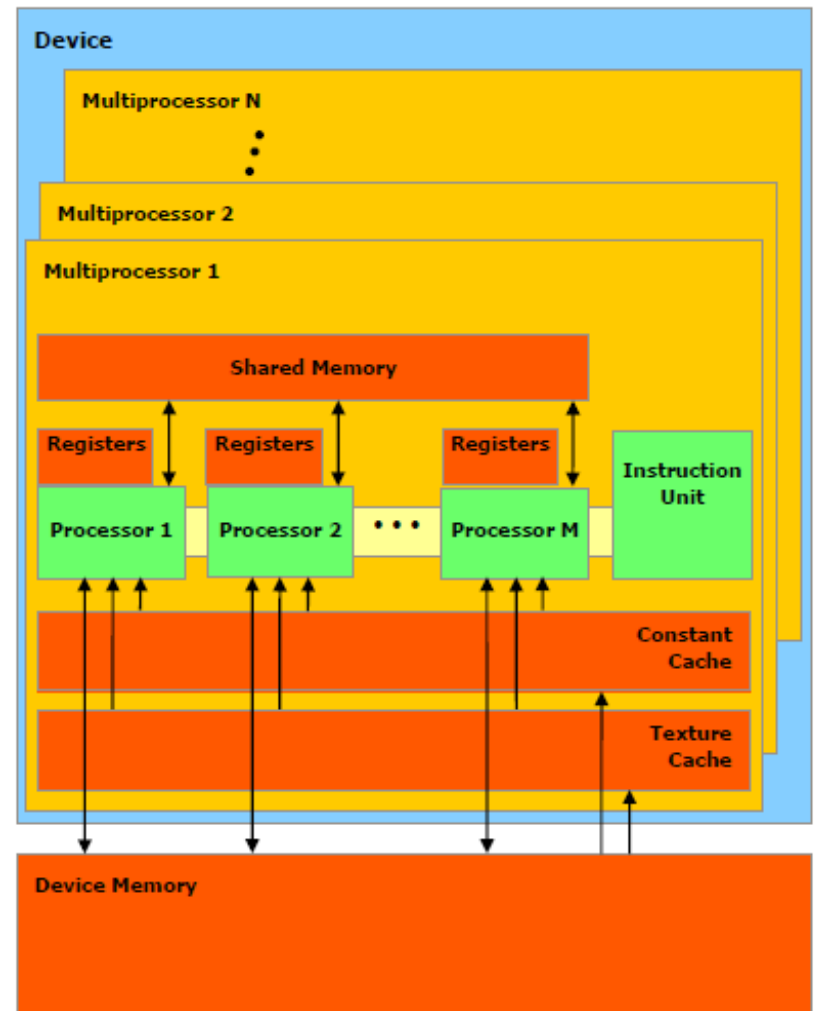 Device
Multiprocessor N
Multiprocessor 2
Multiprocessor 1
Shared Memory
Registers
Registers
Registers
Instruction
Unit
Processor 1
Processor 2
Processor M
Constant
Cache
Texture
Cache
Device Memory